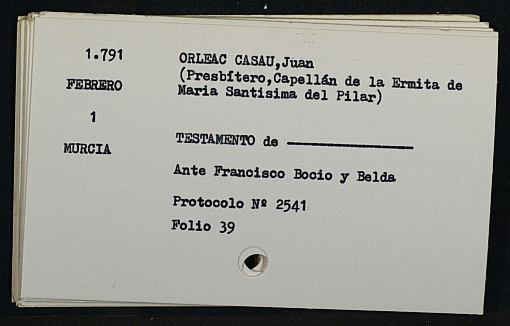 1.791
FEBRERO
1
MURCIA
ORLEAC CASAU,Juan
(Presbítero,Capellán de la Ermita de
Maria Santisima del Pilar)
TESTAMENTO de ——————
Ante Francisco Bocio y Belda
Protocolo Nº 2541
Folio 39